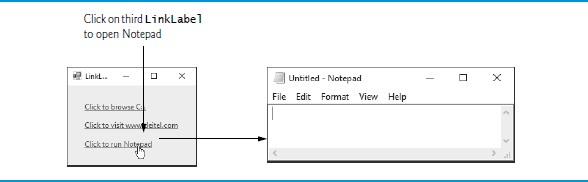 Click on third LinkLabel
to open Notepad
LinkL...
Click to browse C:\
Click to visit www.deitel.com
Click to run Notepad
Untitled - Notepad
File Edit Format View Help